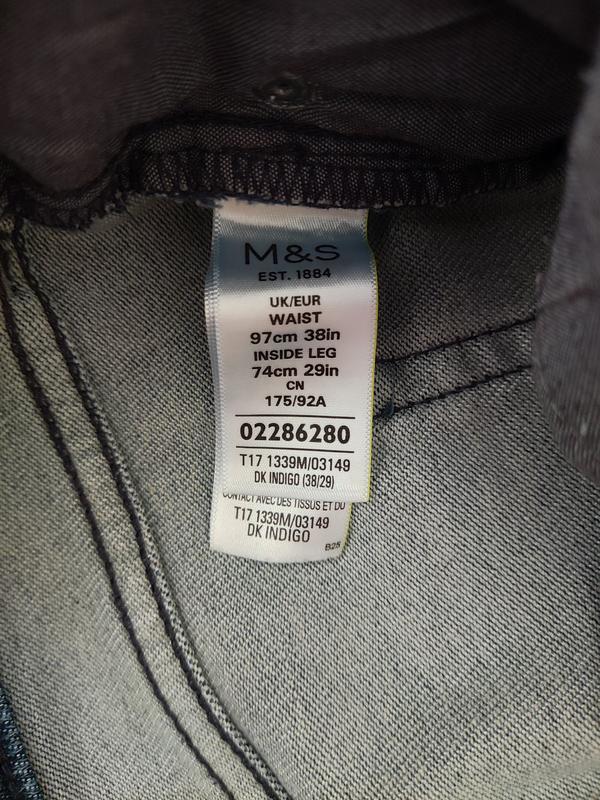 M&S
EST. 1884
UK/EUR
WAIST
97cm 38in
INSIDE LEG
74cm 29in
CN
175/92A
02286280
T17 1339M/03149
DK INDIGO (38/29)
CONTACT AVEC DES TISSUS ET DU
T17 1339M/03149
DK INDIGO
B25